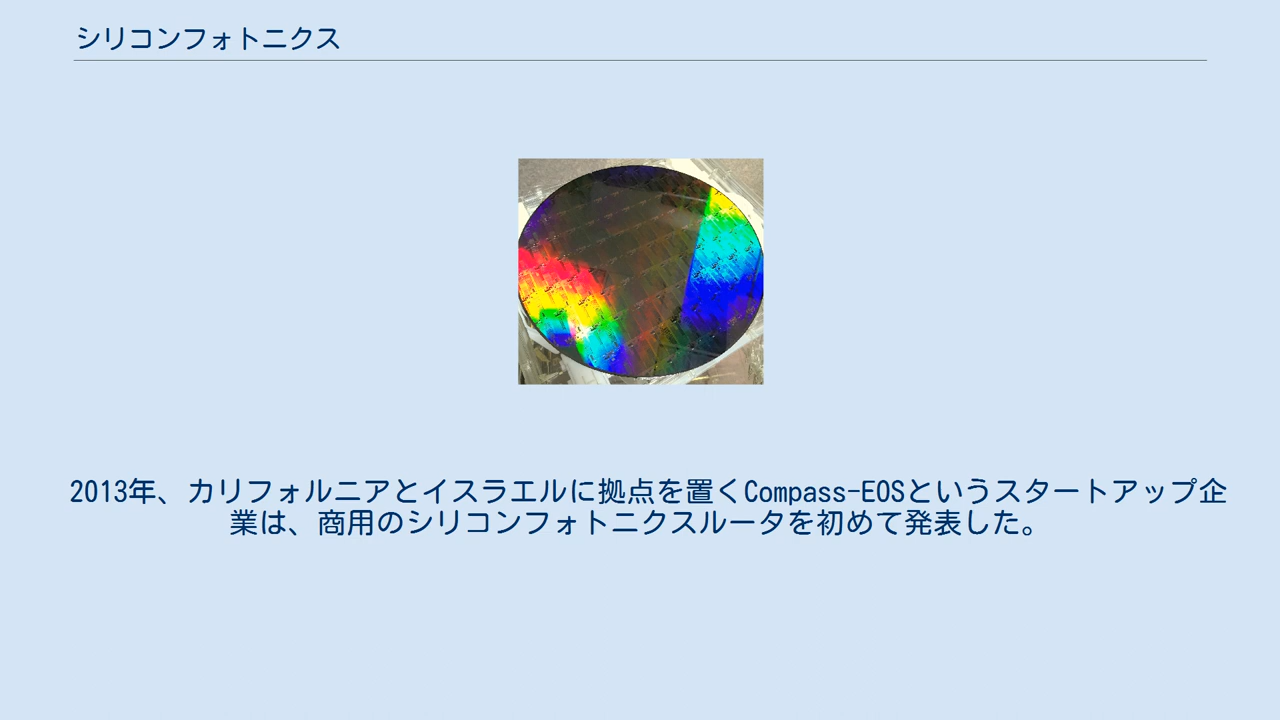 シリコンフォトニクス
2013年、カリフォルニアとイスラエルに拠点を置くCompass-EOSというスタートアップ企
業は、商用のシリコンフォトニクスルータを初めて発表した。